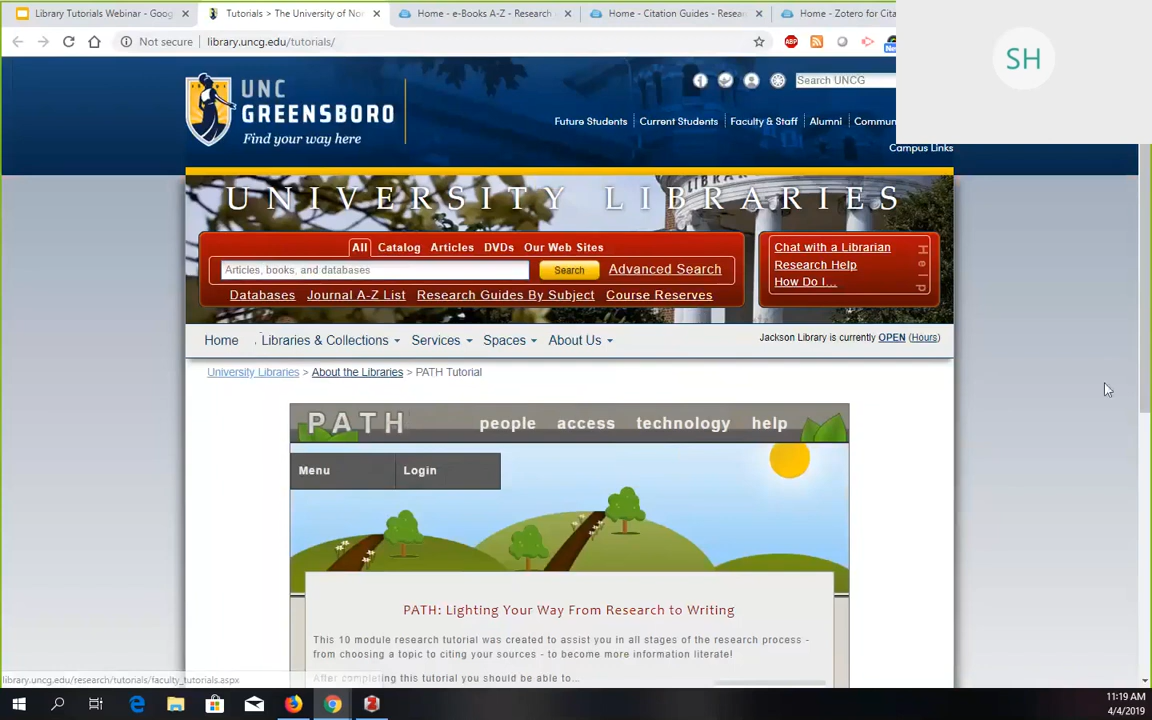 Library Tutorials Webinar - Goog
Tutorials > The University of No
Home - e-Books A-Z - Research
Home - Citation Guides - Resea
Home - Zotero for Cita
Not secure
library.uncg.edu/tutorials/
ABP
SH
UNC
GREENSBORO
Find your way here
Search UNCG
Future Students
Current Students
Faculty & Staff
Alumni
Commun
Campus Links
UNIVERSITY LIBRARIES
All
Catalog
Articles
DVDs
Our Web Sites
Articles, books, and databases
Search
Advanced Search
Databases
Journal A-Z List
Research Guides By Subject
Course Reserves
Chat with a Librarian
Research Help
How Do I...
Help
Home
Libraries & Collections
Services
Spaces
About Us
Jackson Library is currently OPEN (Hours)
University Libraries > About the Libraries > PATH Tutorial
PATH
people access technology help
Menu
Login
PATH: Lighting Your Way From Research to Writing
This 10 module research tutorial was created to assist you in all stages of the research process -
from choosing a topic to citing your sources - to become more information literate!
After completing this tutorial you should be able to...
library.uncg.edu/research/tutorials/faculty_tutorials.aspx
11:19 AM
4/4/2019